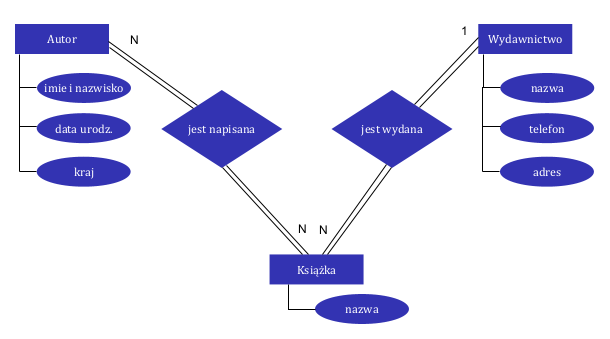 Autor
N
1
Wydawnictwo
imie i nazwisko
nazwa
data urodz.
jest napisana
jest wydana
telefon
kraj
adres
N
N
Książka
nazwa